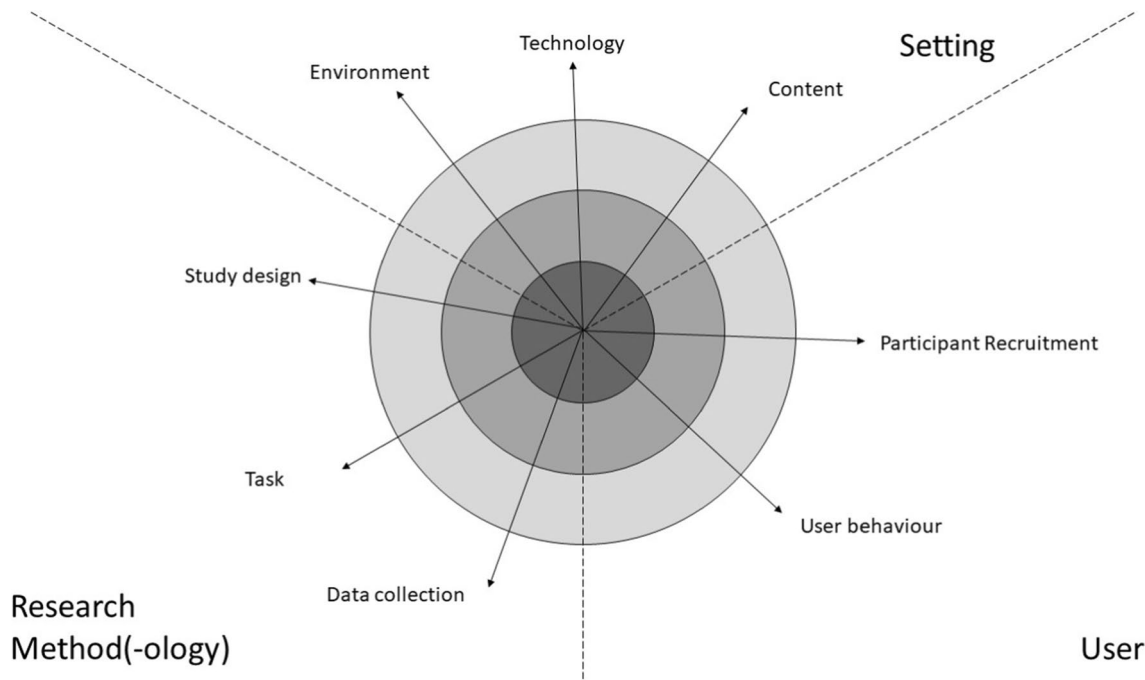 Technology
Setting
Environment
Content
Study design
Participant Recruitment
Task
User behaviour
Data collection
Research
Method(-ology)
User